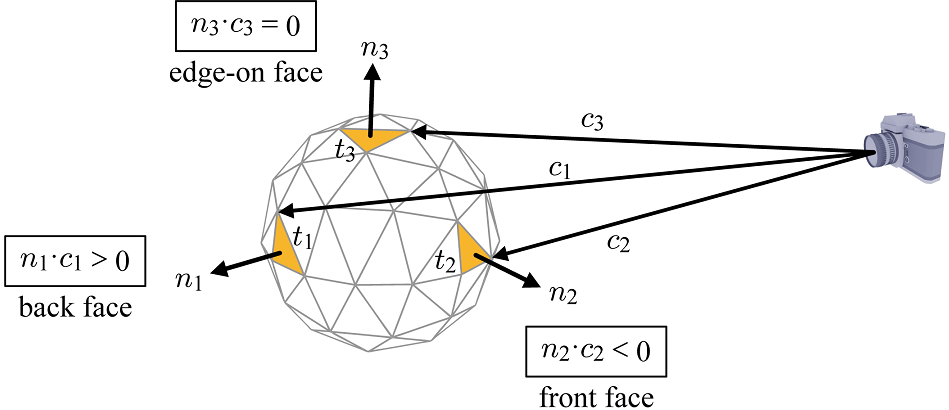 n₃·c₃ = 0
edge-on face
n₃
c₃
t₃
c₁
t₁
c₂
n₁·c₁ > 0
t₂
n₁
back face
n₂
n₂·c₂ < 0
front face